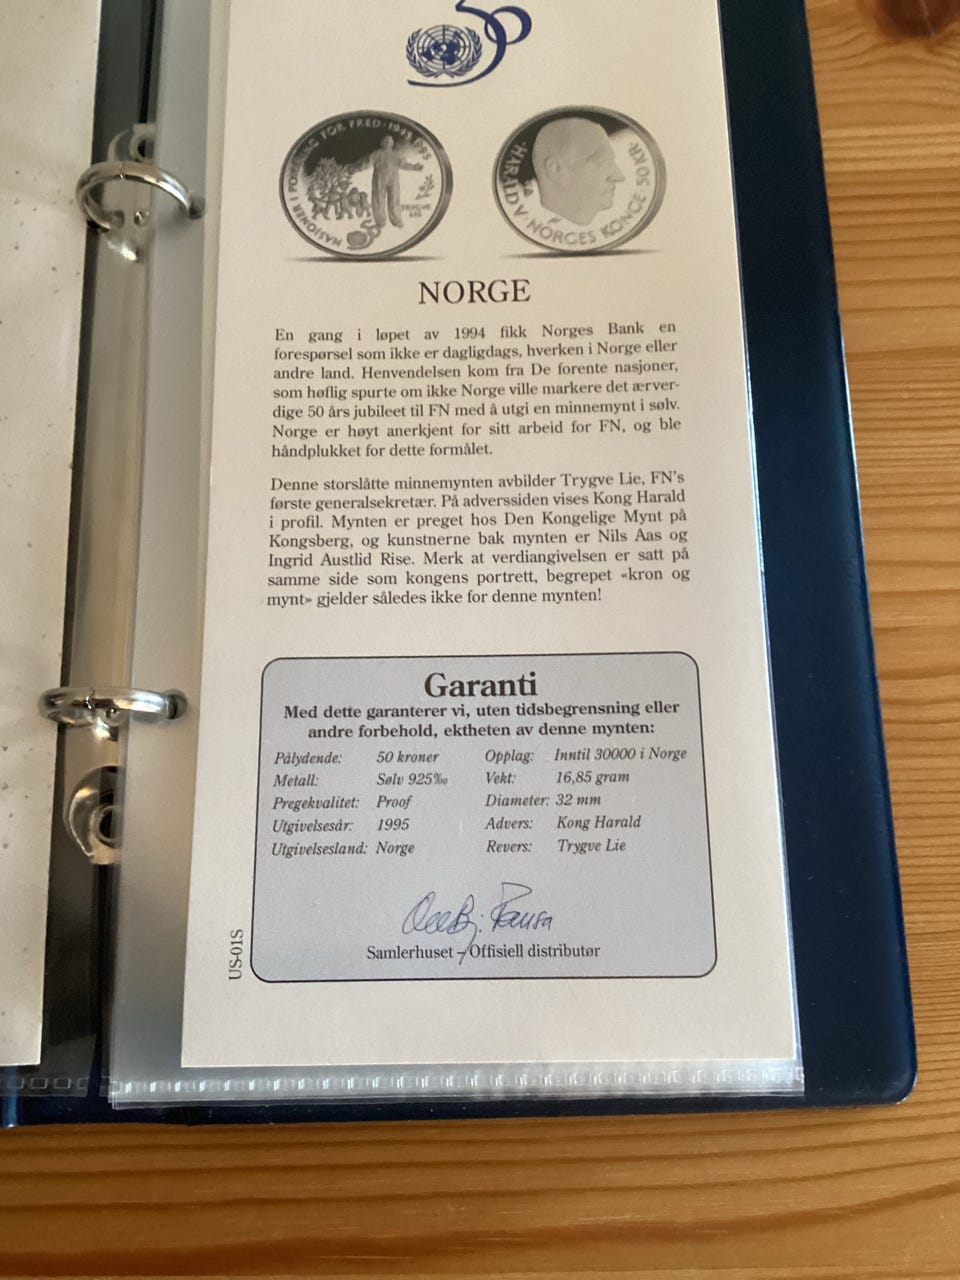 50
NASJONER I FORENING FOR PRED · 1945 1995
TRYGVE
LIE
HARALD V · NORGES KONGE · 50 KR
NORGE
En gang i løpet av 1994 fikk Norges Bank en
forespørsel som ikke er dagligdags, hverken i Norge eller
andre land. Henvendelsen kom fra De forente nasjoner,
som høflig spurte om ikke Norge ville markere det ærver-
dige 50 års jubileet til FN med å utgi en minnemynt i sølv.
Norge er høyt anerkjent for sitt arbeid for FN, og ble
håndplukket for dette formålet.
Denne storslåtte minnemynten avbilder Trygve Lie, FN's
første generalsekretær. På adverssiden vises Kong Harald
i profil. Mynten er preget hos Den Kongelige Mynt på
Kongsberg, og kunstnerne bak mynten er Nils Aas og
Ingrid Austlid Rise. Merk at verdiangivelsen er satt på
samme side som kongens portrett, begrepet «kron og
mynt» gjelder således ikke for denne mynten!
Garanti
Med dette garanterer vi, uten tidsbegrensning eller
andre forbehold, ektheten av denne mynten:
Pålydende: 50 kroner Opplag: Inntil 30000 i Norge
Metall: Sølv 925‰ Vekt: 16,85 gram
Pregekvalitet: Proof Diameter: 32 mm
Utgivelsesår: 1995 Advers: Kong Harald
Utgivelsesland: Norge Revers: Trygve Lie
Samlerhuset – Offisiell distributør
US-01S